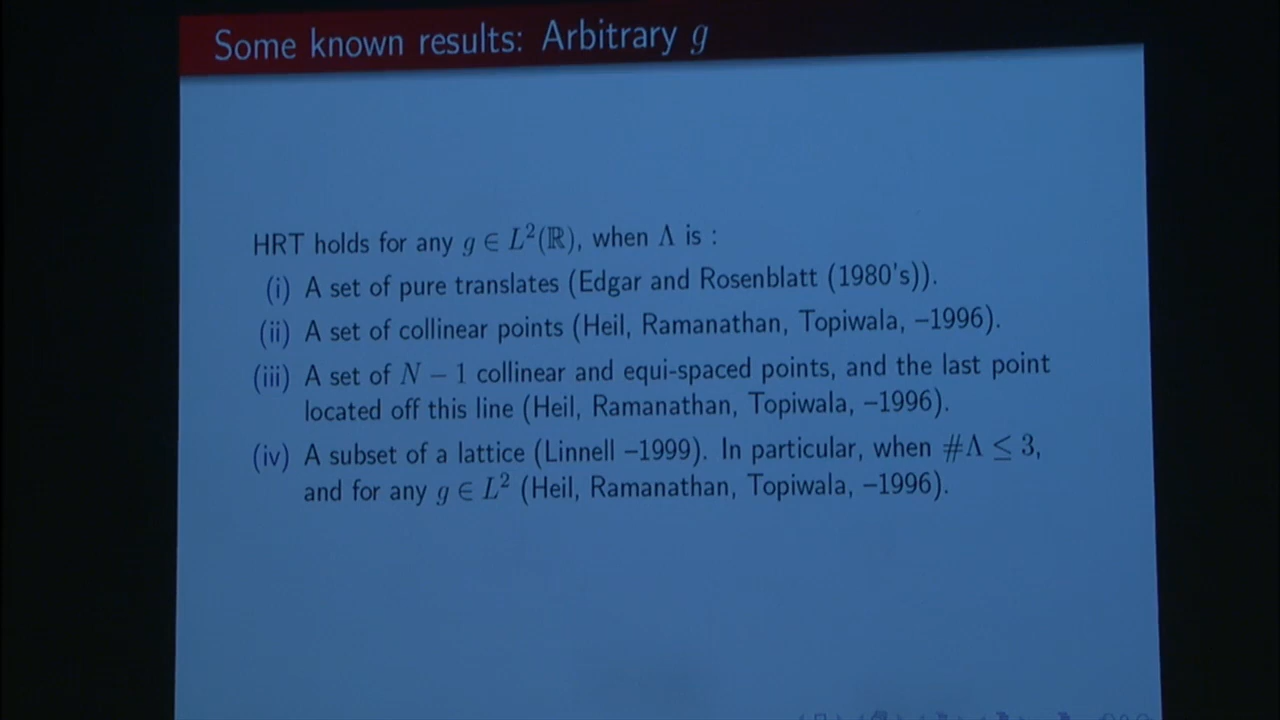 Some known results: Arbitrary g
HRT holds for any g ∈ L²(ℝ), when Λ is :
(i) A set of pure translates (Edgar and Rosenblatt (1980's)).
(ii) A set of collinear points (Heil, Ramanathan, Topiwala, –1996).
(iii) A set of N − 1 collinear and equi-spaced points, and the last point
located off this line (Heil, Ramanathan, Topiwala, –1996).
(iv) A subset of a lattice (Linnell –1999). In particular, when #Λ ≤ 3,
and for any g ∈ L² (Heil, Ramanathan, Topiwala, –1996).